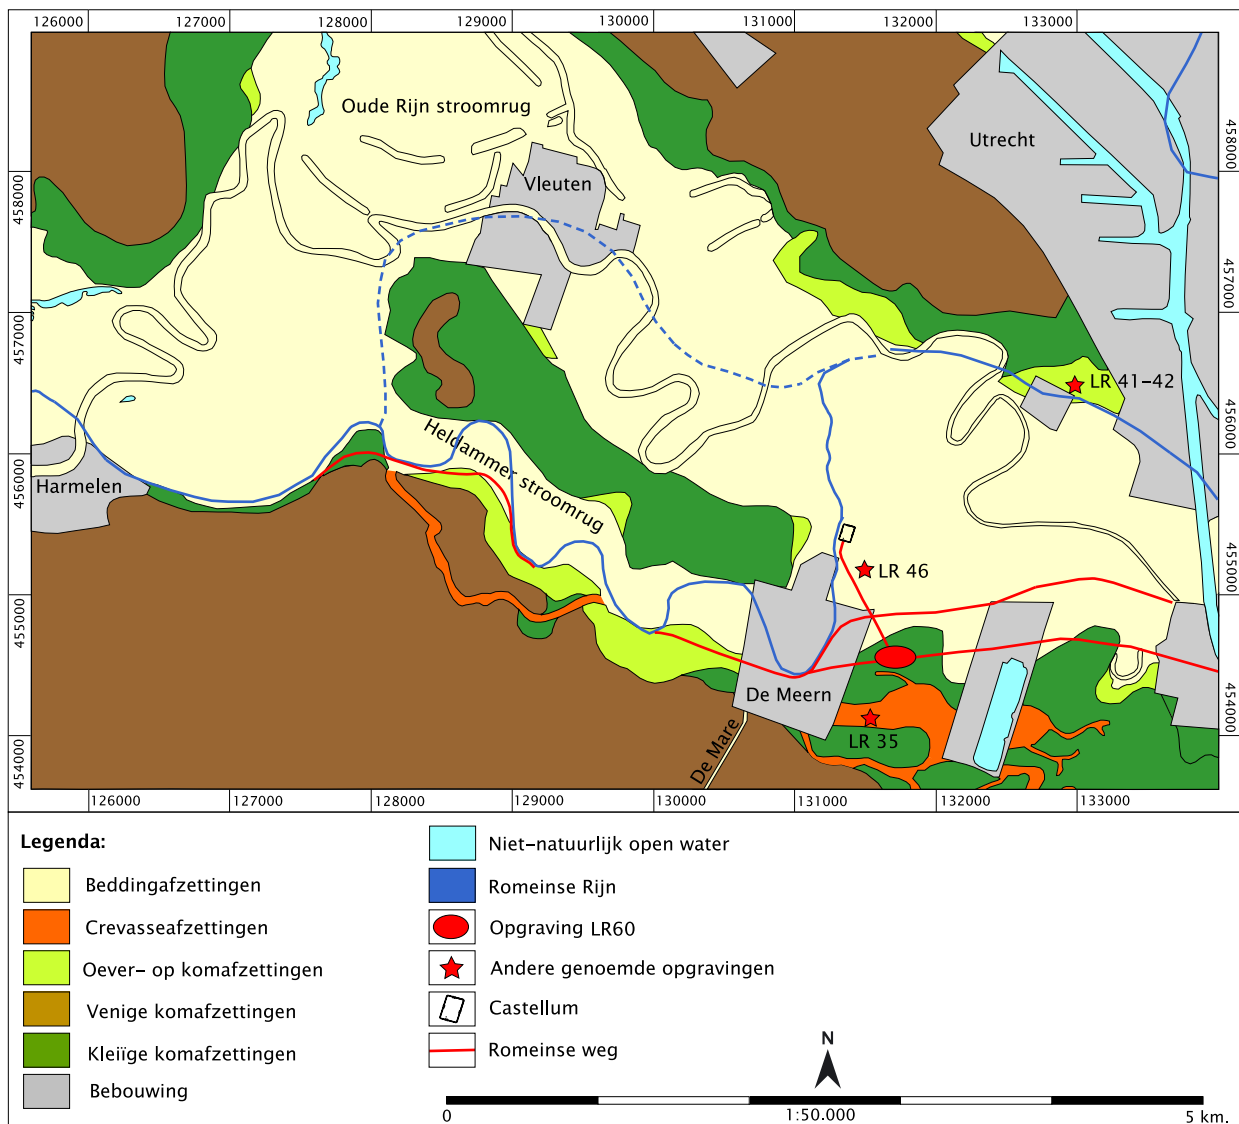 126000 127000 128000 129000 130000 131000 132000 133000
Oude Rijn stroomrug
Utrecht
Vleuten
458000
458000
457000
457000
LR 41-42
456000
456000
Heldammer stroomrug
Harmelen
LR 46
455000
455000
De Meern
De Mare
LR 35
454000
454000
126000 127000 128000 129000 130000 131000 132000 133000
Legenda:
Beddingafzettingen
Crevasseafzettingen
Oever- op komafzettingen
Venige komafzettingen
Kleiïge komafzettingen
Bebouwing
Niet-natuurlijk open water
Romeinse Rijn
Opgraving LR60
Andere genoemde opgravingen
Castellum
Romeinse weg
N
0 1:50.000 5 km.